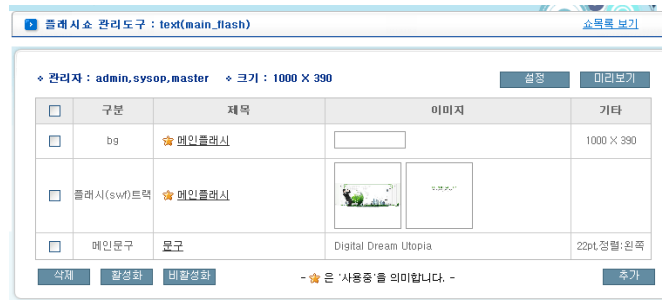 플래시쇼 관리도구 : text(main_flash) 쇼목록 보기
관리자 : admin,sysop,master 크기 : 1000 X 390 설정 미리보기
구분 제목 이미지 기타
bg 메인플래시 1000 X 390
플래시(swf)트랙 메인플래시
메인문구 문구 Digital Dream Utopia 22pt,정렬:왼쪽
삭제 활성화 비활성화 - 은 '사용중'을 의미합니다. - 추가